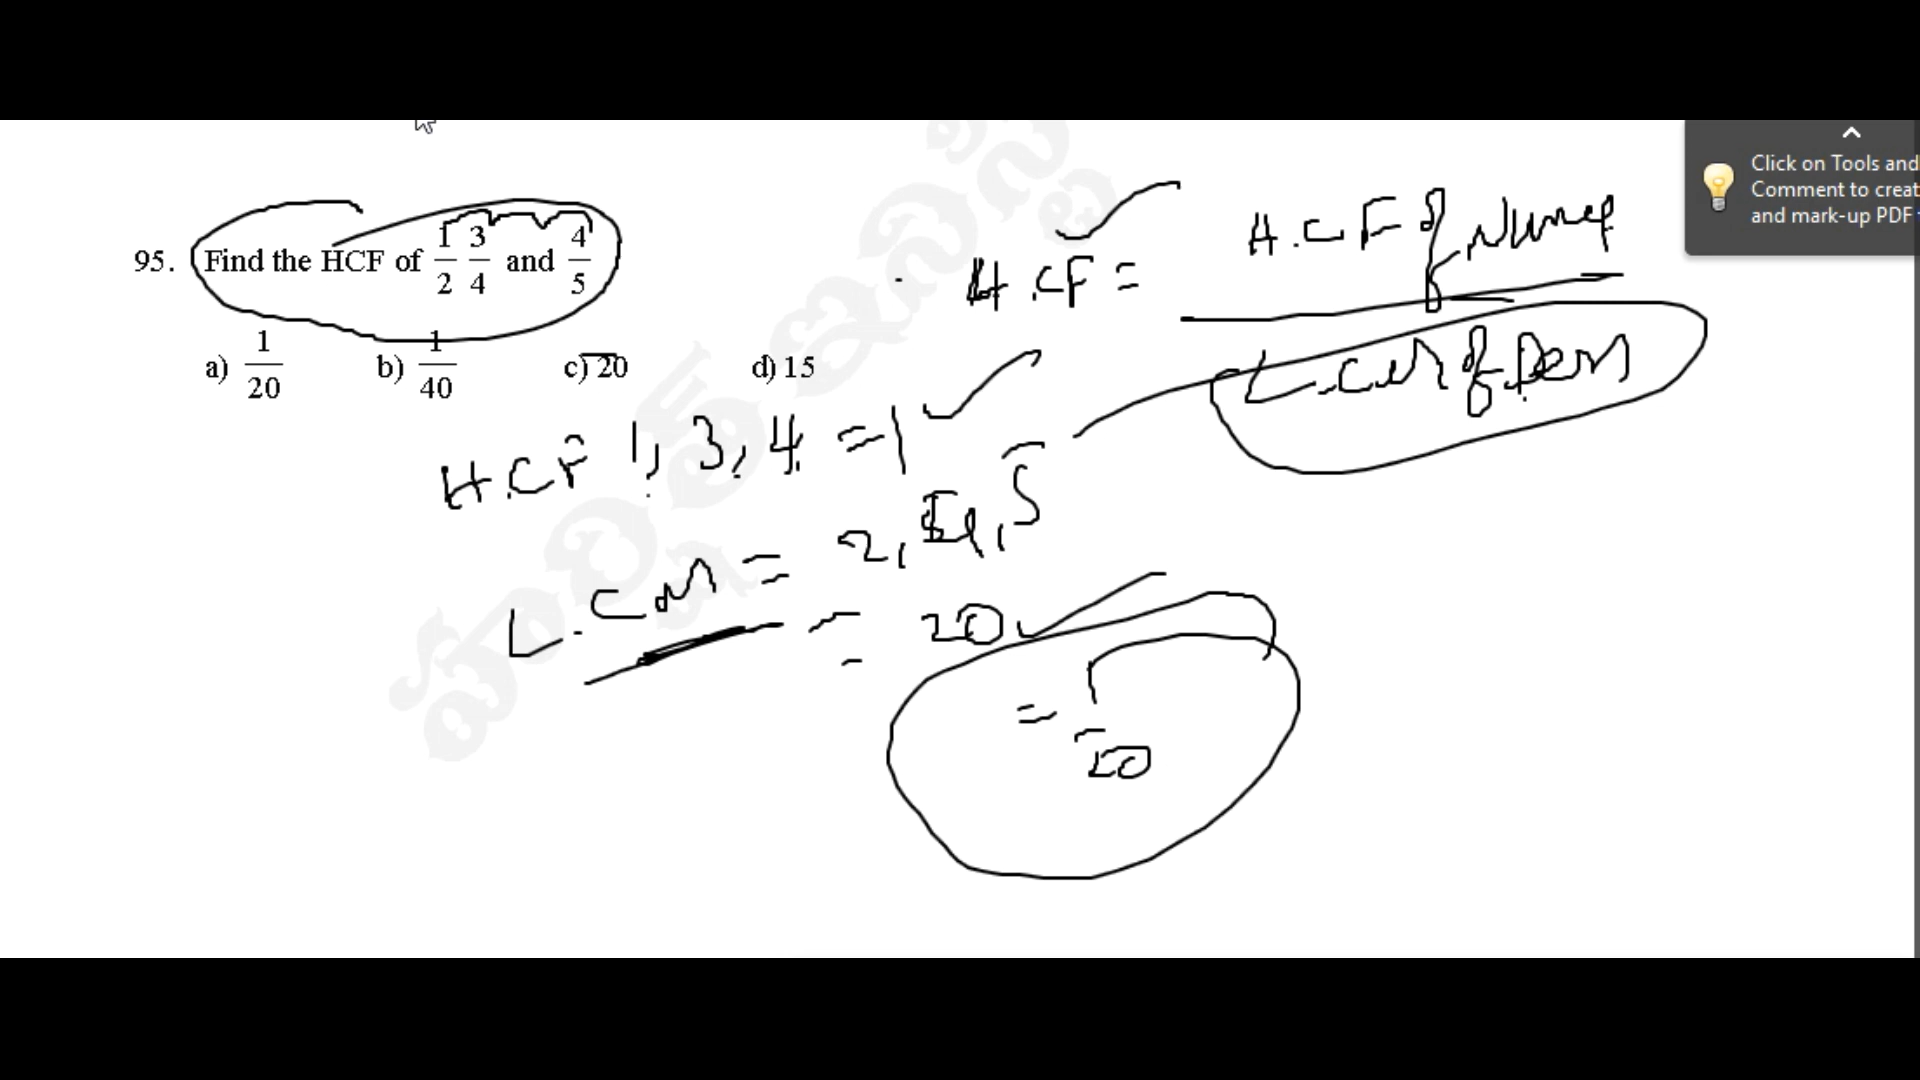 95. Find the HCF of 1/2 3/4 and 4/5
a) 1/20 b) 1/40 c) 20 d) 15
H.CF = H.C.F of Numer / L.C.M of Den
H.C.F 1, 3, 4 = 1
L.C.M = 2, 4, 5
= 20
= 1/20
Click on Tools and
Comment to creat
and mark-up PDF